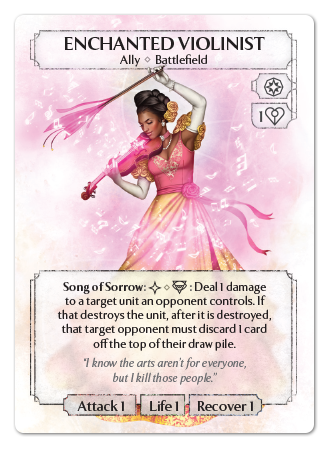 ENCHANTED VIOLINIST
Ally ⬦ Battlefield
1
Song of Sorrow: ⬦ : Deal 1 damage
to a target unit an opponent controls. If
that destroys the unit, after it is destroyed,
that target opponent must discard 1 card
off the top of their draw pile.
"I know the arts aren't for everyone,
but I kill those people."
Attack 1 Life 1 Recover 1